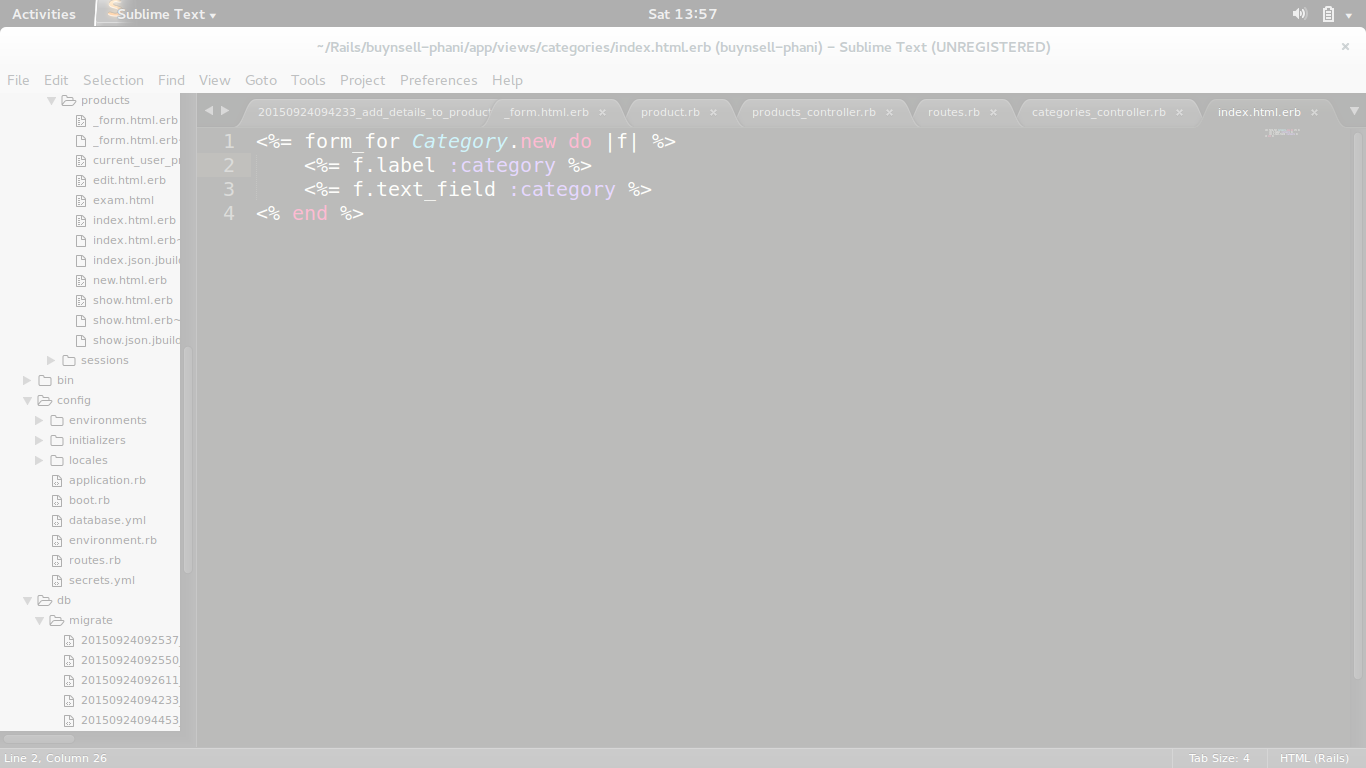 Activities Sublime Text Sat 13:57
~/Rails/buynsell-phani/app/views/categories/index.html.erb (buynsell-phani) – Sublime Text (UNREGISTERED) ×
File Edit Selection Find View Goto Tools Project Preferences Help
products
_form.html.erb
_form.html.erb~
current_user_pr
edit.html.erb
exam.html
index.html.erb
index.html.erb~
index.json.jbuil
new.html.erb
show.html.erb
show.html.erb~
show.json.jbuil
sessions
bin
config
environments
initializers
locales
application.rb
boot.rb
database.yml
environment.rb
routes.rb
secrets.yml
db
migrate
20150924092537_
20150924092550_
20150924092611_
20150924094233_
20150924094453_
20150924094233_add_details_to_product _form.html.erb × product.rb × products_controller.rb × routes.rb × categories_controller.rb × index.html.erb ×
1 <%= form_for Category.new do |f| %>
2 <%= f.label :category %>
3 <%= f.text_field :category %>
4 <% end %>
Line 2, Column 26 Tab Size: 4 HTML (Rails)